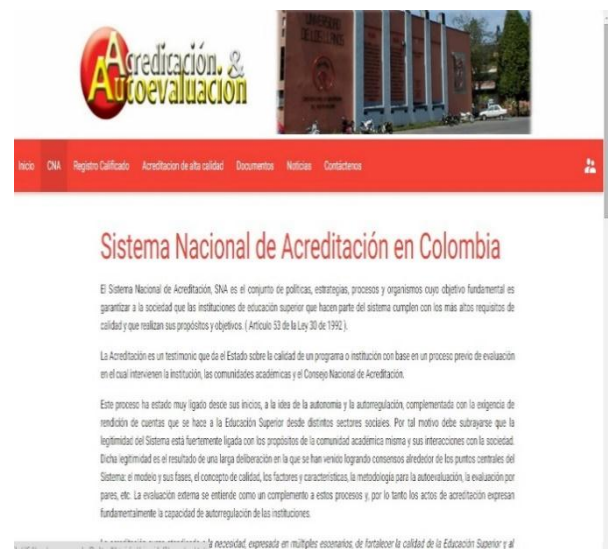 Acreditación &
Autoevaluación
UNIVERSIDAD
DE LOS LLANOS
Inicio CNA Registro Calificado Acreditacion de alta calidad Documentos Noticias Contáctenos
Sistema Nacional de Acreditación en Colombia
El Sistema Nacional de Acreditación, SNA es el conjunto de políticas, estrategias, procesos y organismos cuyo objetivo fundamental es
garantizar a la sociedad que las instituciones de educación superior que hacen parte del sistema cumplen con los más altos requisitos de
calidad y que realizan sus propósitos y objetivos. ( Artículo 53 de la Ley 30 de 1992 ).
La Acreditación es un testimonio que da el Estado sobre la calidad de un programa o institución con base en un proceso previo de evaluación
en el cual intervienen la institución, las comunidades académicas y el Consejo Nacional de Acreditación.
Este proceso ha estado muy ligado desde sus inicios, a la idea de la autonomía y la autorregulación, complementada con la exigencia de
rendición de cuentas que se hace a la Educación Superior desde distintos sectores sociales. Por tal motivo debe subrayarse que la
legitimidad del Sistema está fuertemente ligada con los propósitos de la comunidad académica misma y sus interacciones con la sociedad.
Dicha legitimidad es el resultado de una larga deliberación en la que se han venido logrando consensos alrededor de los puntos centrales del
Sistema: el modelo y sus fases, el concepto de calidad, los factores y características, la metodología para la autoevaluación, la evaluación por
pares, etc. La evaluación externa se entiende como un complemento a estos procesos y, por lo tanto los actos de acreditación expresan
fundamentalmente la capacidad de autorregulación de las instituciones.
la necesidad, expresada en múltiples escenarios, de fortalecer la calidad de la Educación Superior y al